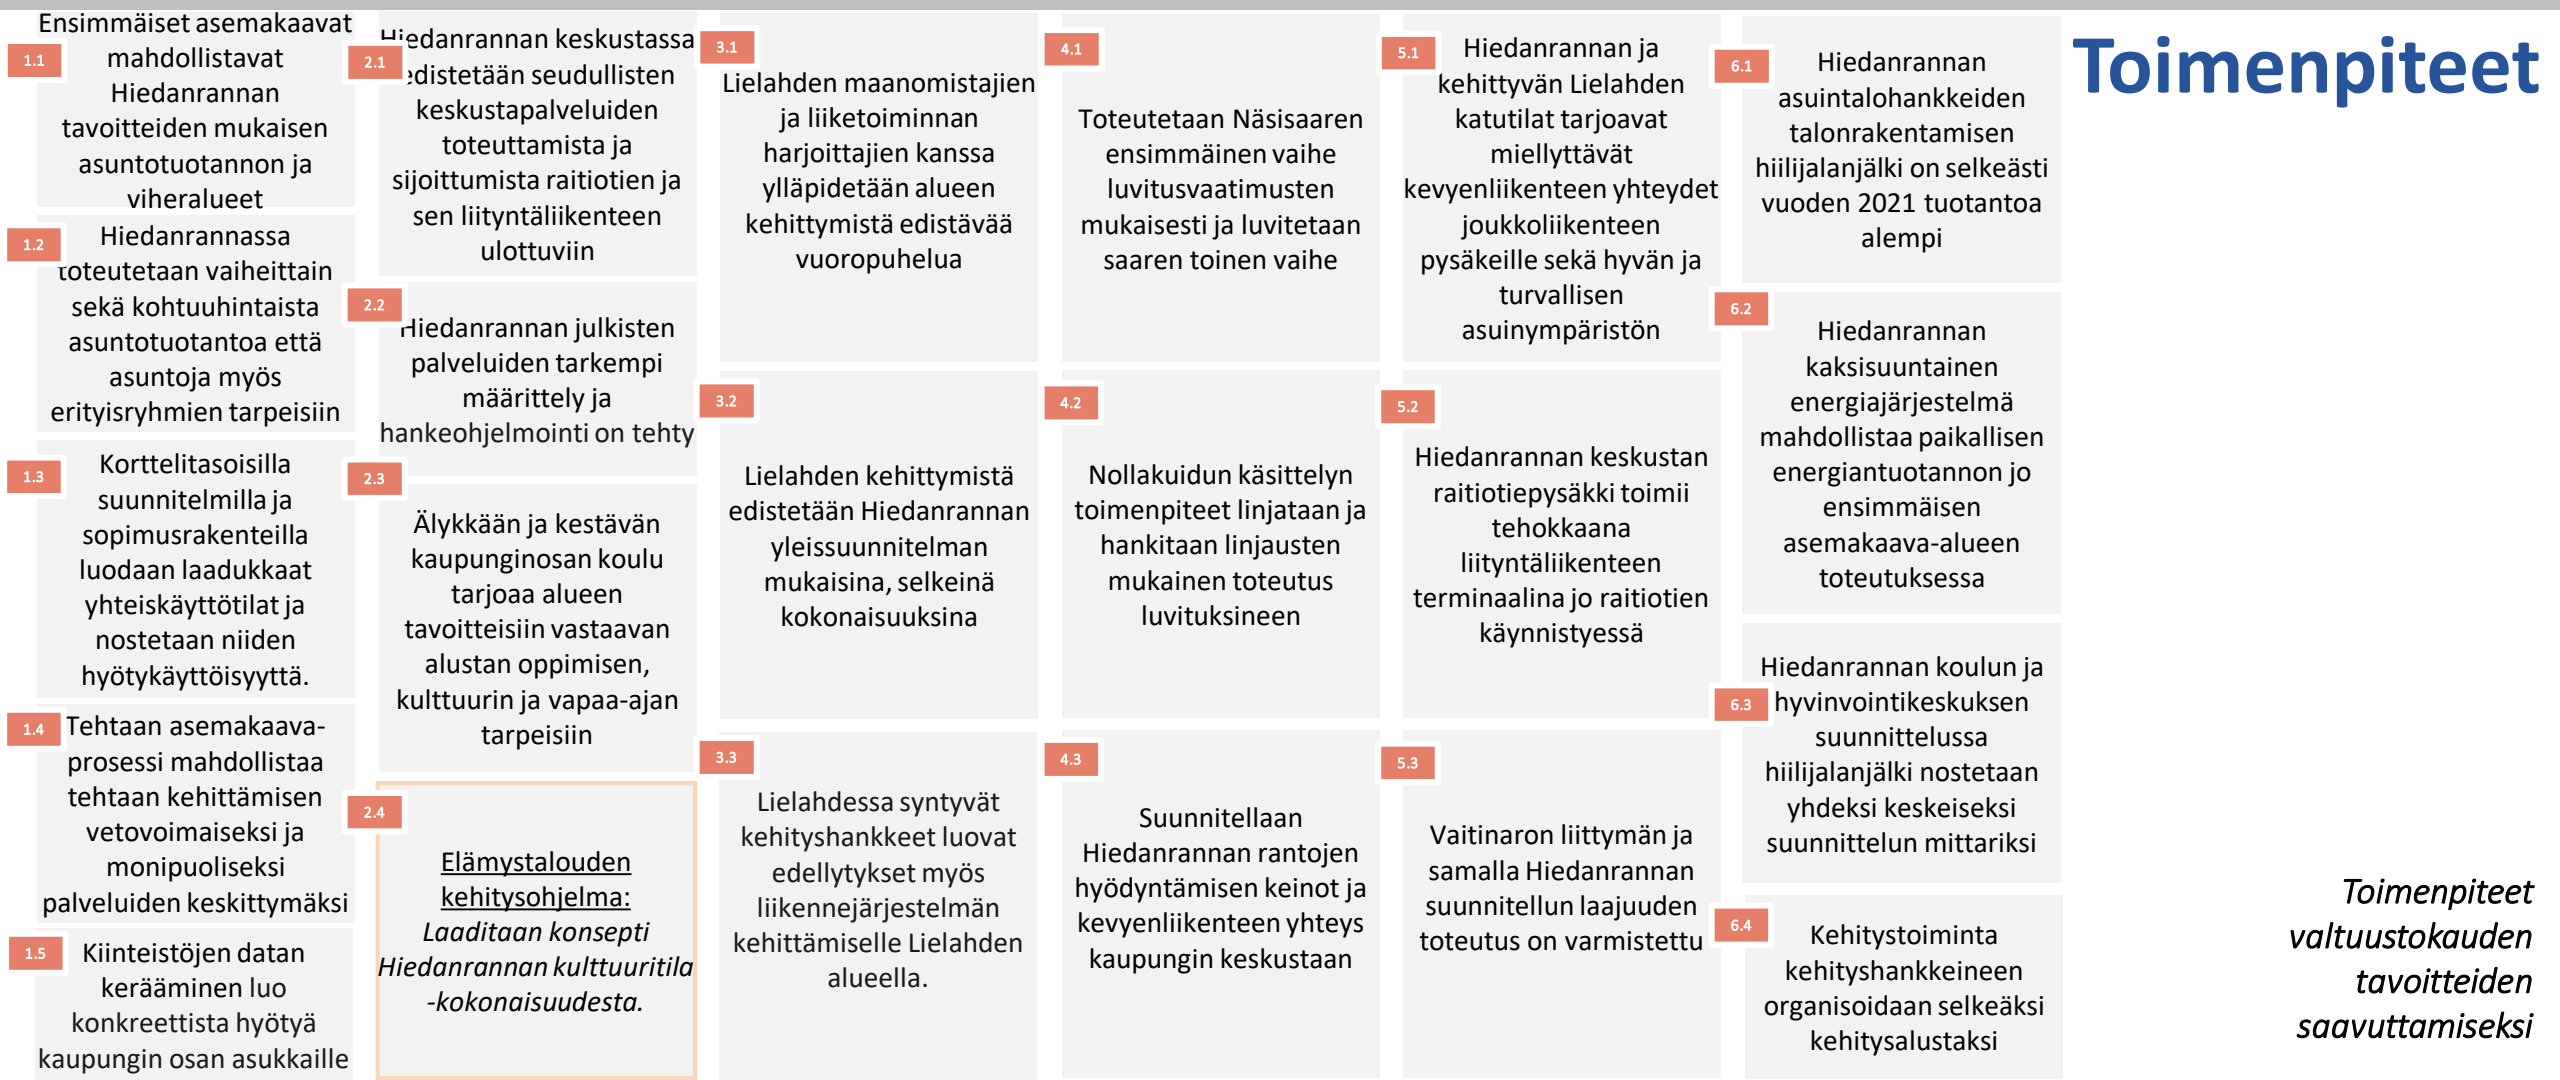 Toimenpiteet
1.1
Ensimmäiset asemakaavat
mahdollistavat
Hiedanrannan
tavoitteiden mukaisen
asuntotuotannon ja
viheralueet
1.2
Hiedanrannassa
toteutetaan vaiheittain
sekä kohtuuhintaista
asuntotuotantoa että
asuntoja myös
erityisryhmien tarpeisiin
1.3
Korttelitasoisilla
suunnitelmilla ja
sopimusrakenteilla
luodaan laadukkaat
yhteiskäyttötilat ja
nostetaan niiden
hyötykäyttöisyyttä.
1.4
Tehtaan asemakaava-
prosessi mahdollistaa
tehtaan kehittämisen
vetovoimaiseksi ja
monipuoliseksi
palveluiden keskittymäksi
1.5
Kiinteistöjen datan
kerääminen luo
konkreettista hyötyä
kaupungin osan asukkaille
2.1
Hiedanrannan keskustassa
edistetään seudullisten
keskustapalveluiden
toteuttamista ja
sijoittumista raitiotien ja
sen liityntäliikenteen
ulottuviin
2.2
Hiedanrannan julkisten
palveluiden tarkempi
määrittely ja
hankeohjelmointi on tehty
2.3
Älykkään ja kestävän
kaupunginosan koulu
tarjoaa alueen
tavoitteisiin vastaavan
alustan oppimisen,
kulttuurin ja vapaa-ajan
tarpeisiin
2.4
Elämystalouden
kehitysohjelma:
Laaditaan konsepti
Hiedanrannan kulttuuritila
-kokonaisuudesta.
3.1
Lielahden maanomistajien
ja liiketoiminnan
harjoittajien kanssa
ylläpidetään alueen
kehittymistä edistävää
vuoropuhelua
3.2
Lielahden kehittymistä
edistetään Hiedanrannan
yleissuunnitelman
mukaisina, selkeinä
kokonaisuuksina
3.3
Lielahdessa syntyvät
kehityshankkeet luovat
edellytykset myös
liikennejärjestelmän
kehittämiselle Lielahden
alueella.
4.1
Toteutetaan Näsisaaren
ensimmäinen vaihe
luvitusvaatimusten
mukaisesti ja luvitetaan
saaren toinen vaihe
4.2
Nollakuidun käsittelyn
toimenpiteet linjataan ja
hankitaan linjausten
mukainen toteutus
luvituksineen
4.3
Suunnitellaan
Hiedanrannan rantojen
hyödyntämisen keinot ja
kevyenliikenteen yhteys
kaupungin keskustaan
5.1
Hiedanrannan ja
kehittyvän Lielahden
katutilat tarjoavat
miellyttävät
kevyenliikenteen yhteydet
joukkoliikenteen
pysäkeille sekä hyvän ja
turvallisen
asuinympäristön
5.2
Hiedanrannan keskustan
raitiotiepysäkki toimii
tehokkaana
liityntäliikenteen
terminaalina jo raitiotien
käynnistyessä
5.3
Vaitinaron liittymän ja
samalla Hiedanrannan
suunnitellun laajuuden
toteutus on varmistettu
6.1
Hiedanrannan
asuintalohankkeiden
talonrakentamisen
hiilijalanjälki on selkeästi
vuoden 2021 tuotantoa
alempi
6.2
Hiedanrannan
kaksisuuntainen
energiajärjestelmä
mahdollistaa paikallisen
energiantuotannon jo
ensimmäisen
asemakaava-alueen
toteutuksessa
6.3
Hiedanrannan koulun ja
hyvinvointikeskuksen
suunnittelussa
hiilijalanjälki nostetaan
yhdeksi keskeiseksi
suunnittelun mittariksi
6.4
Kehitystoiminta
kehityshankkeineen
organisoidaan selkeäksi
kehitysalustaksi
Toimenpiteet
valtuustokauden
tavoitteiden
saavuttamiseksi